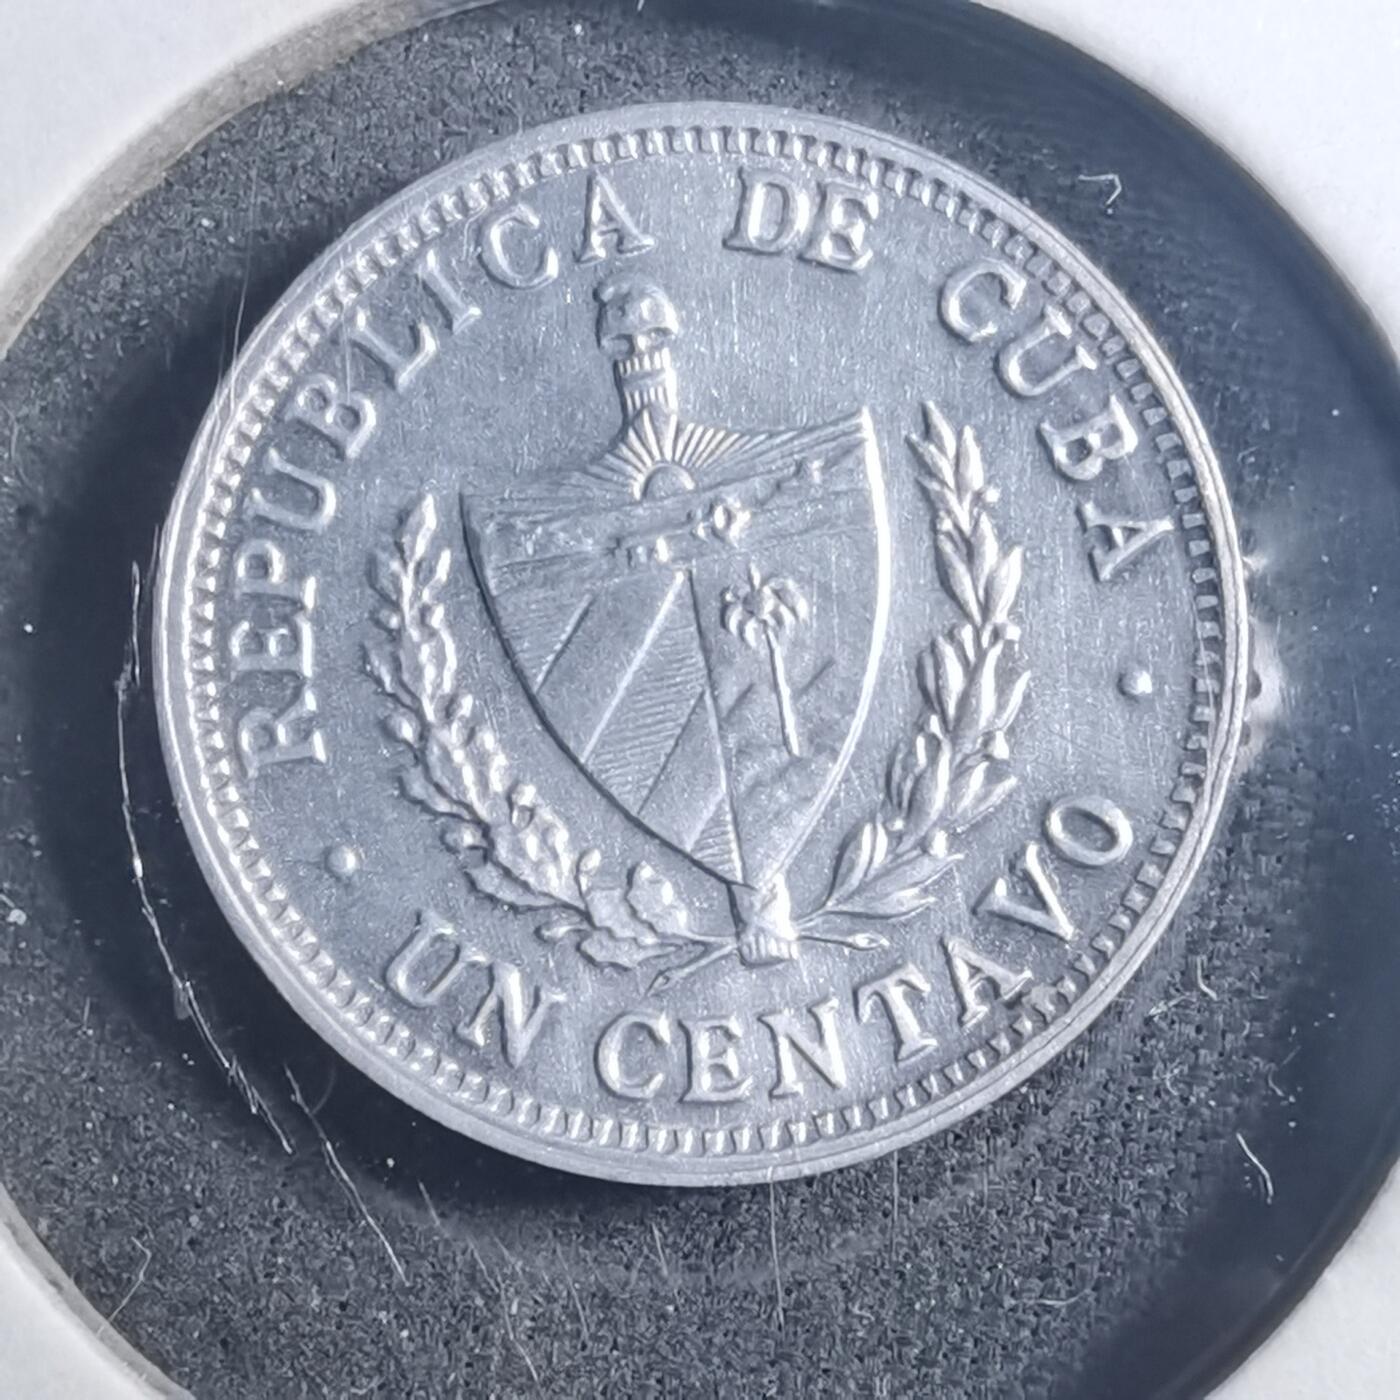 REPUBLICA DE CUBA
• UN CENTAVO •